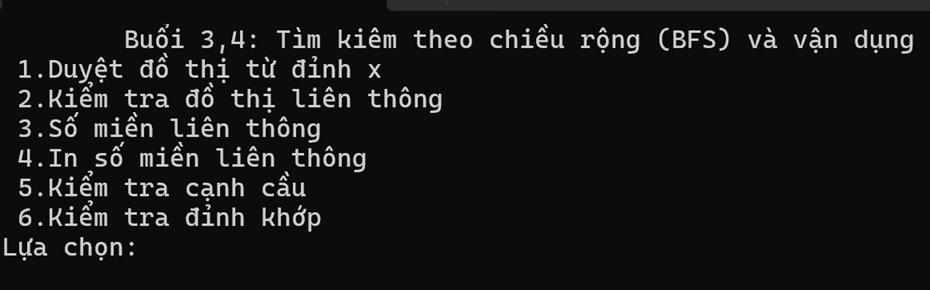 Buổi 3,4: Tìm kiêm theo chiều rộng (BFS) và vận dụng
1.Duyệt đồ thị từ đỉnh x
2.Kiểm tra đồ thị liên thông
3.Số miền liên thông
4.In số miền liên thông
5.Kiểm tra cạnh cầu
6.Kiểm tra đỉnh khớp
Lựa chọn: